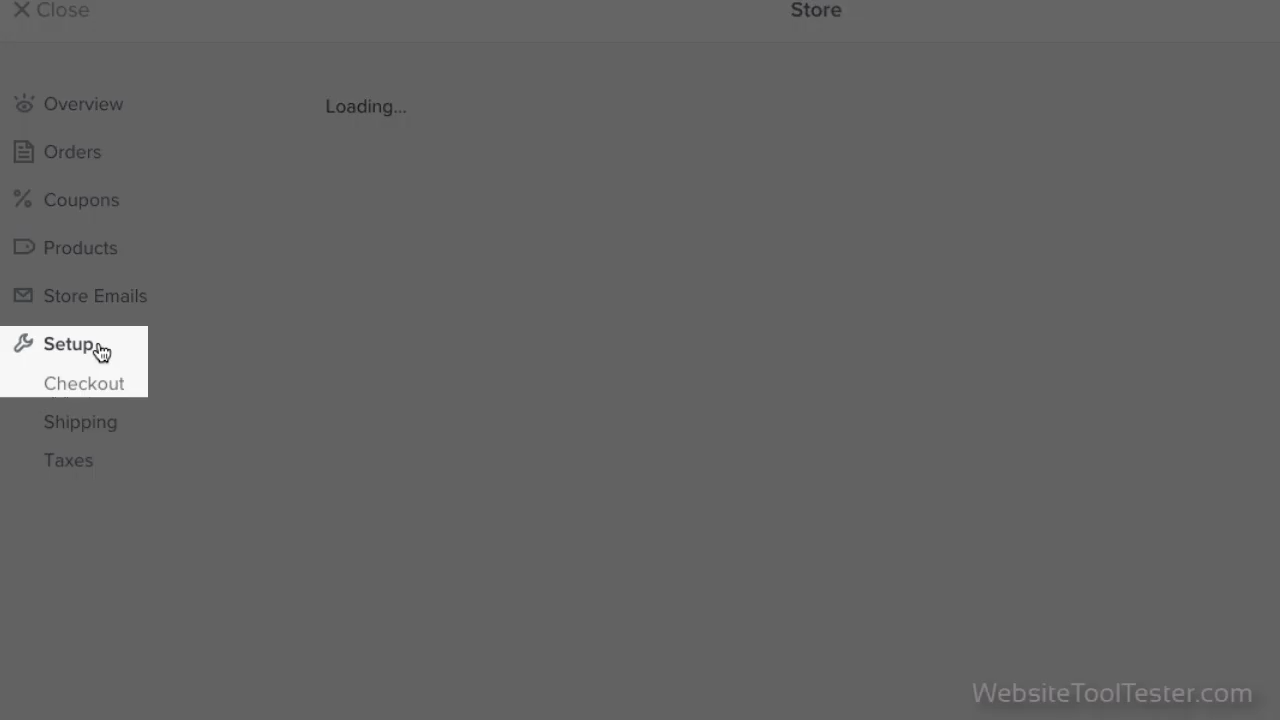 Close
Store
Overview
Loading...
Orders
Coupons
Products
Store Emails
Setup
Checkout
Shipping
Taxes
WebsiteToolTester.com